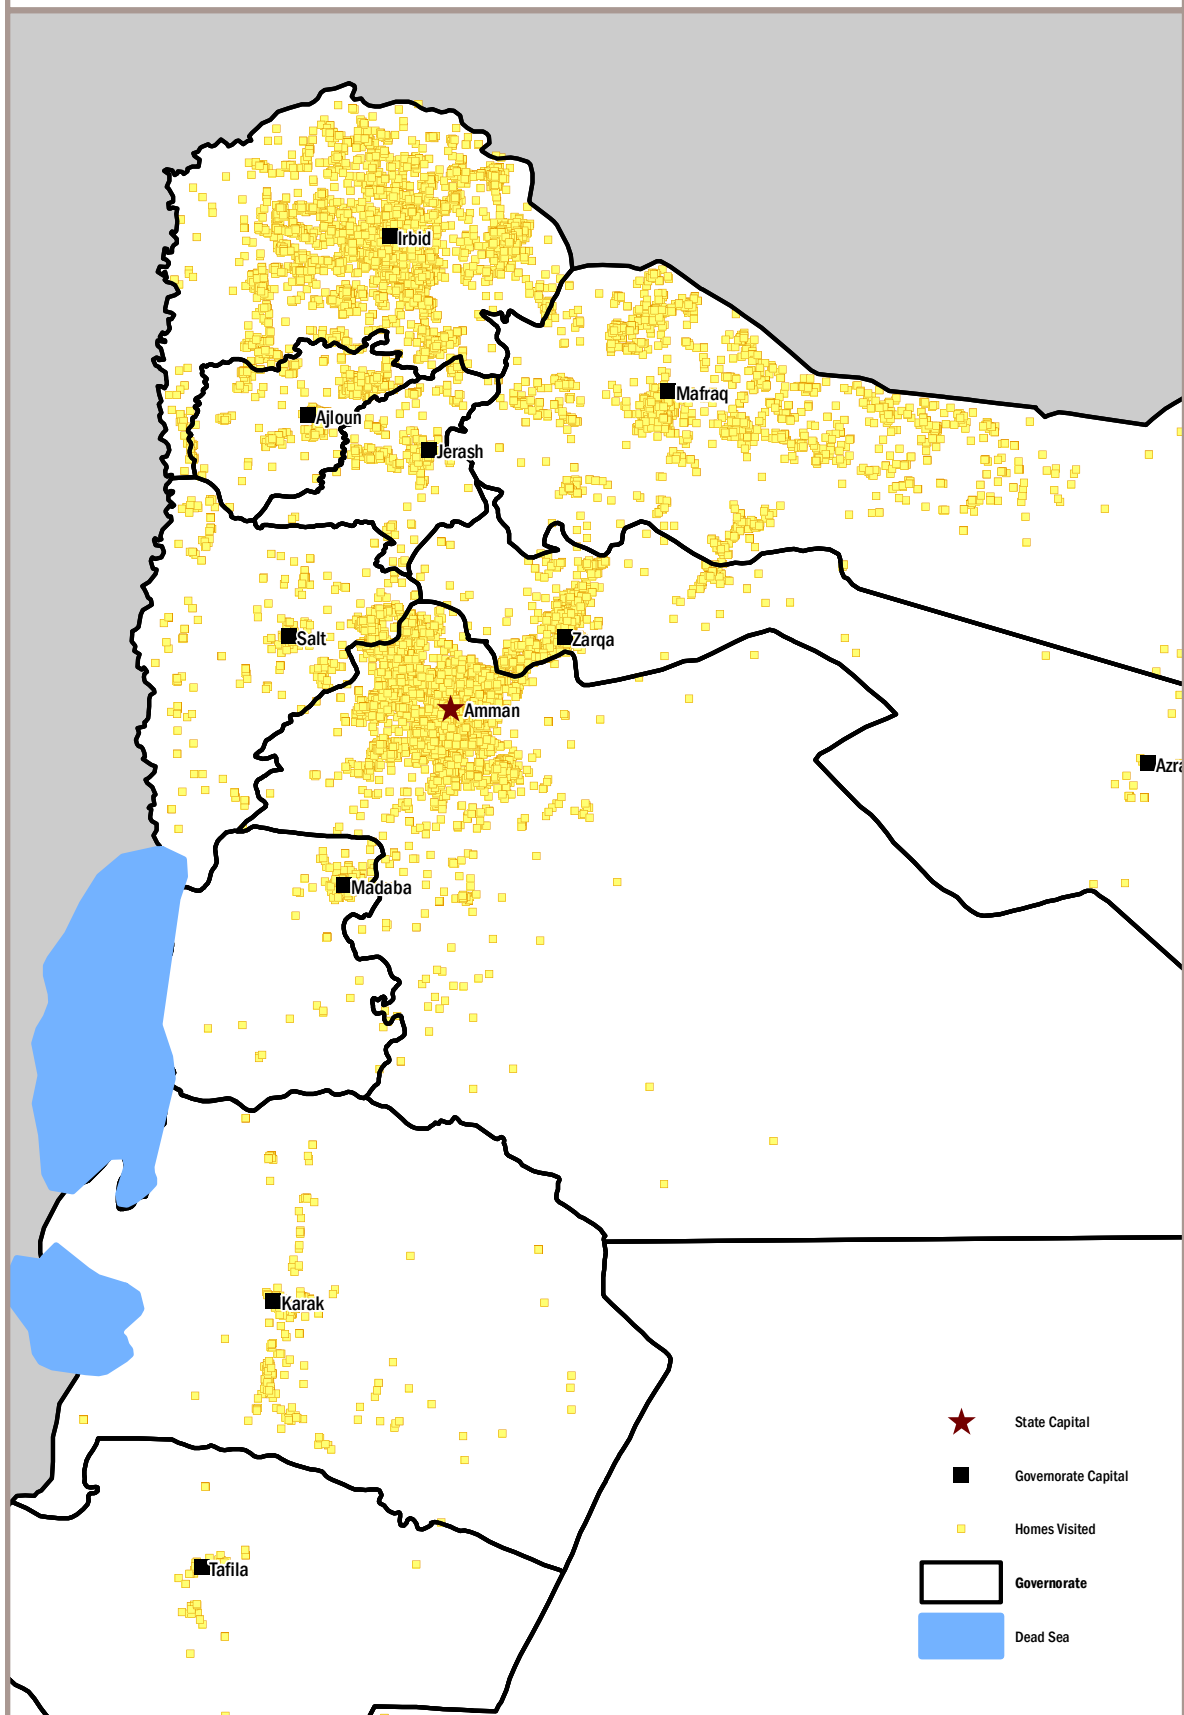 Irbid
Mafraq
Ajloun
Jerash
Salt
Zarqa
Amman
Azra
Madaba
Karak
State Capital
Governorate Capital
Homes Visited
Tafila
Governorate
Dead Sea